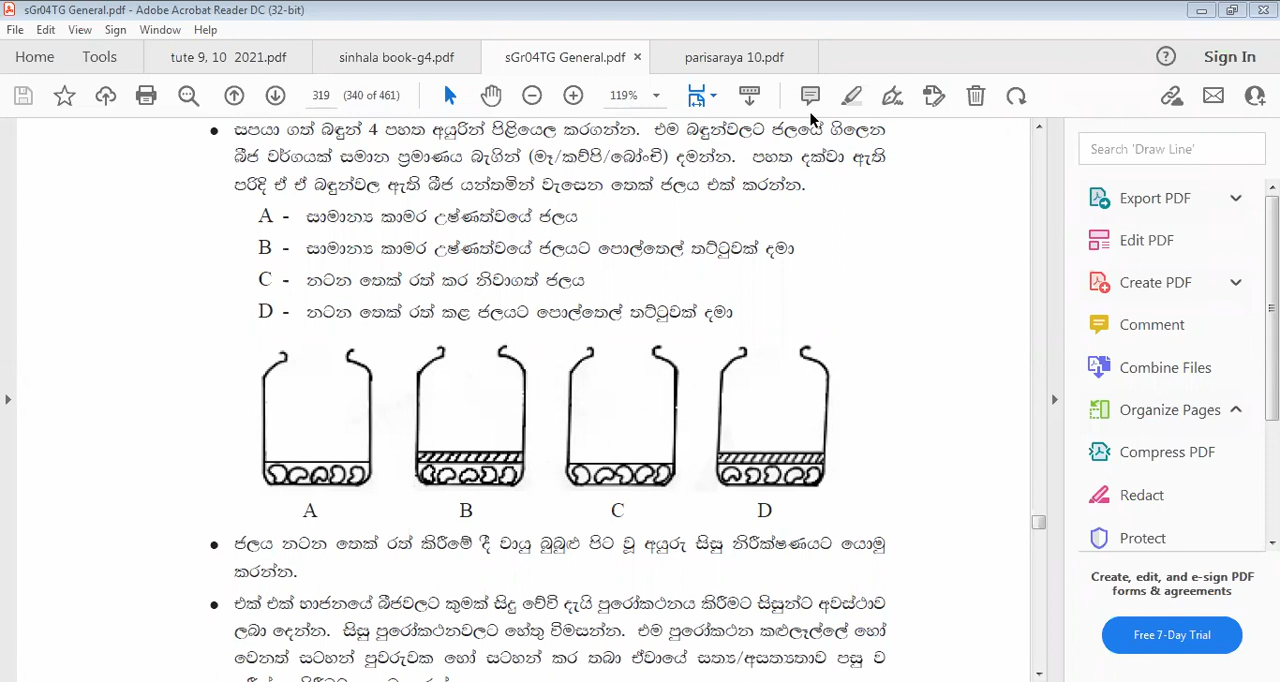 sGr04TG General.pdf - Adobe Acrobat Reader DC (32-bit)
File Edit View Sign Window Help
Home Tools tute 9, 10 2021.pdf sinhala book-g4.pdf sGr04TG General.pdf × parisaraya 10.pdf Sign In
319 (340 of 461) 119%
සපයා ගත් බඳුන් 4 පහත අයුරින් පිළියෙල කරගන්න. එම බඳුන්වලට ජලයේ ගිලෙන
බීජ වර්ගයක් සමාන ප්‍රමාණය බැගින් (මෑ/කව්පි/බෝංචි) දමන්න. පහත දක්වා ඇති
පරිදි ඒ ඒ බඳුන්වල ඇති බීජ යන්තමින් වැසෙන තෙක් ජලය එක් කරන්න.
A - සාමාන්‍ය කාමර උෂ්ණත්වයේ ජලය
B - සාමාන්‍ය කාමර උෂ්ණත්වයේ ජලයට පොල්තෙල් තට්ටුවක් දමා
C - නටන තෙක් රත් කර නිවාගත් ජලය
D - නටන තෙක් රත් කළ ජලයට පොල්තෙල් තට්ටුවක් දමා
A B C D
ජලය නටන තෙක් රත් කිරීමේ දී වායු බුබුළු පිට වූ අයුරු සිසු නිරීක්ෂණයට යොමු
කරන්න.
එක් එක් භාජනයේ බීජවලට කුමක් සිදු වේවි දැයි පුරෝකථනය කිරීමට සිසුන්ට අවස්ථාව
ලබා දෙන්න. සිසු පුරෝකථනවලට හේතු විමසන්න. එම පුරෝකථන කළුලෑල්ලේ හෝ
වෙනත් සටහන් පුවරුවක හෝ සටහන් කර තබා ඒවායේ සත්‍ය/අසත්‍යතාව පසු ව
Search 'Draw Line'
Export PDF
Edit PDF
Create PDF
Comment
Combine Files
Organize Pages
Compress PDF
Redact
Protect
Create, edit, and e-sign PDF
forms & agreements
Free 7-Day Trial